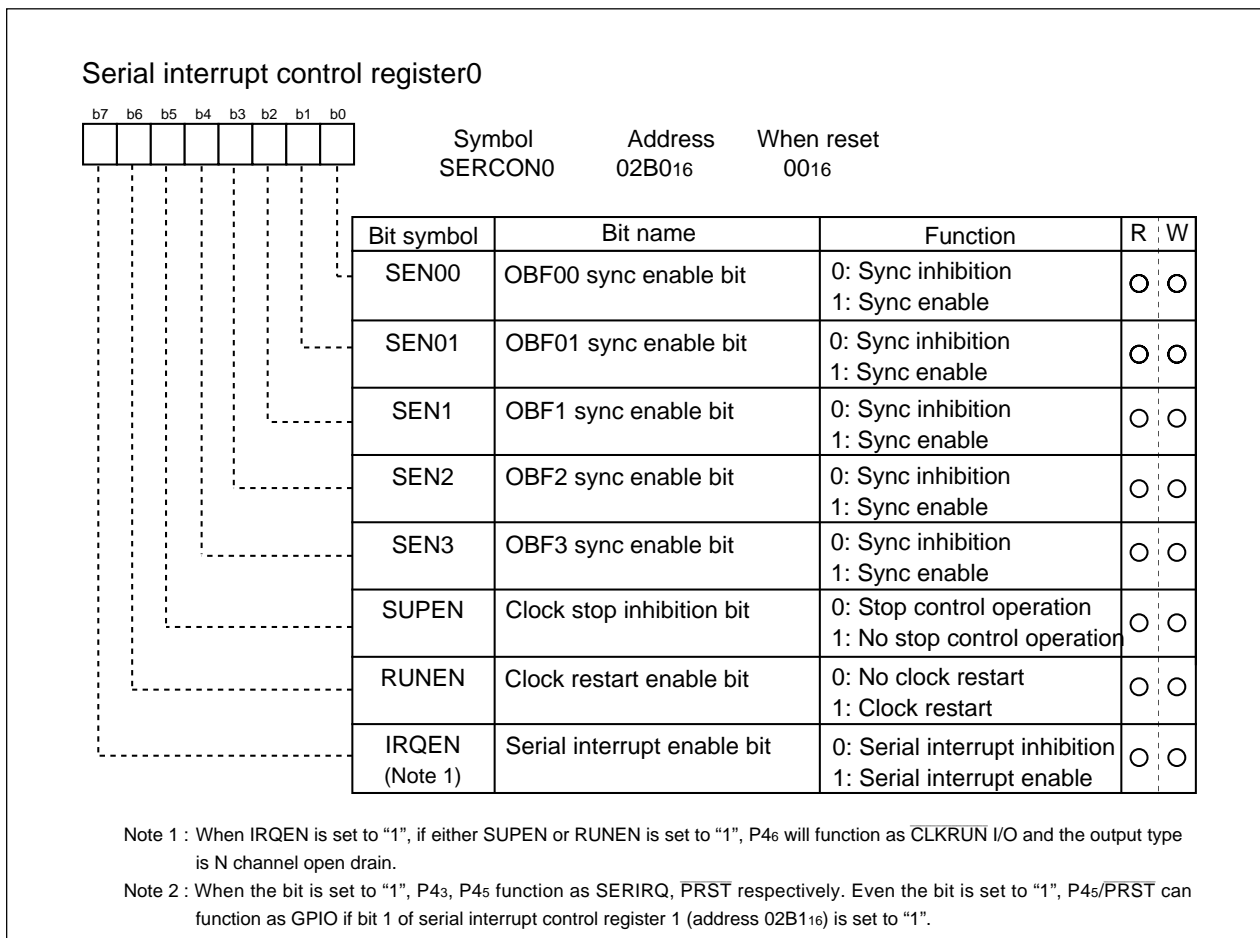 Serial interrupt control register0
b7 b6 b5 b4 b3 b2 b1 b0
Symbol Address When reset
SERCON0 02B016 0016
Bit symbol Bit name Function R W
SEN00 OBF00 sync enable bit 0: Sync inhibition
1: Sync enable
SEN01 OBF01 sync enable bit 0: Sync inhibition
1: Sync enable
SEN1 OBF1 sync enable bit 0: Sync inhibition
1: Sync enable
SEN2 OBF2 sync enable bit 0: Sync inhibition
1: Sync enable
SEN3 OBF3 sync enable bit 0: Sync inhibition
1: Sync enable
SUPEN Clock stop inhibition bit 0: Stop control operation
1: No stop control operation
RUNEN Clock restart enable bit 0: No clock restart
1: Clock restart
IRQEN Serial interrupt enable bit 0: Serial interrupt inhibition
(Note 1) 1: Serial interrupt enable
Note 1 : When IRQEN is set to “1”, if either SUPEN or RUNEN is set to “1”, P46 will function as CLKRUN I/O and the output type
is N channel open drain.
Note 2 : When the bit is set to “1”, P43, P45 function as SERIRQ, PRST respectively. Even the bit is set to “1”, P45/PRST can
function as GPIO if bit 1 of serial interrupt control register 1 (address 02B116) is set to “1”.